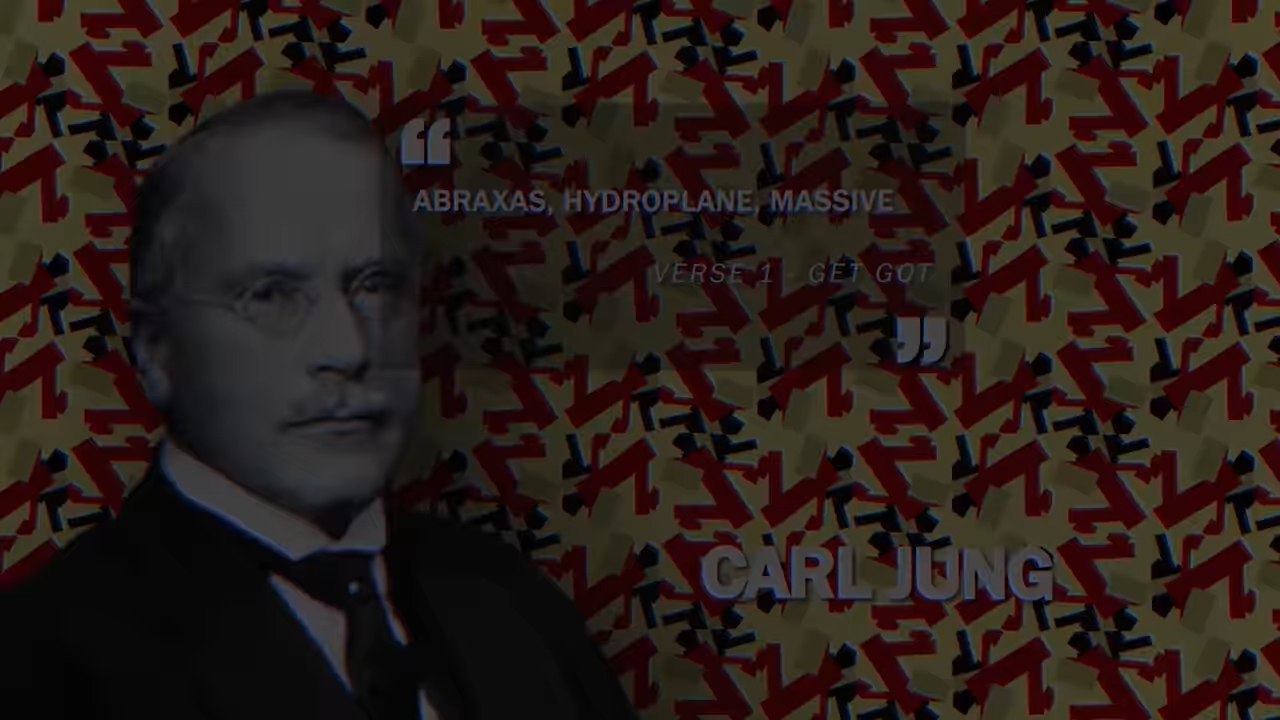 “
ABRAXAS, HYDROPLANE, MASSIVE
VERSE 1 - GET GOT
”
CARL JUNG